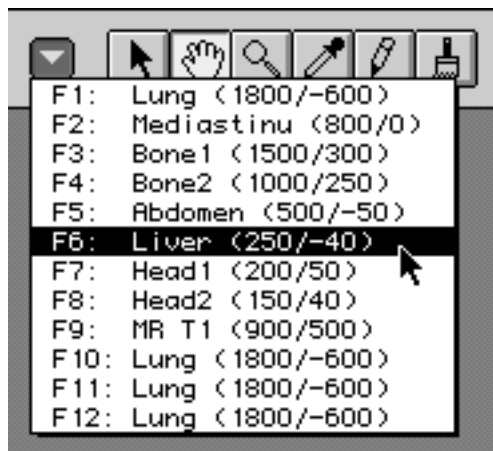 F1: Lung (1800/-600)
F2: Mediastinu (800/0)
F3: Bone1 (1500/300)
F4: Bone2 (1000/250)
F5: Abdomen (500/-50)
F6: Liver (250/-40)
F7: Head1 (200/50)
F8: Head2 (150/40)
F9: MR T1 (900/500)
F10: Lung (1800/-600)
F11: Lung (1800/-600)
F12: Lung (1800/-600)